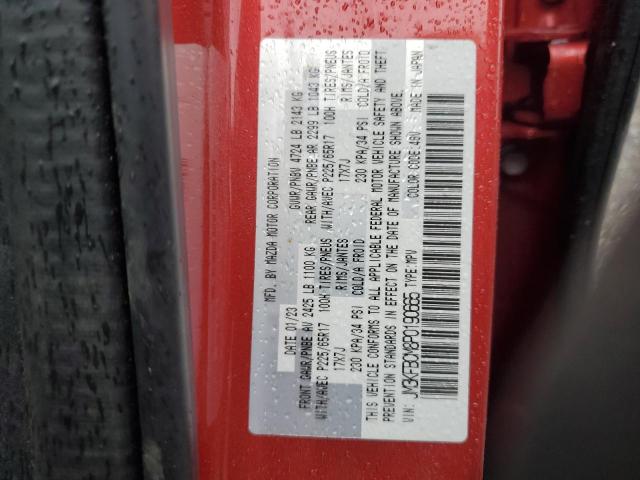 MFD. BY MAZDA MOTOR CORPORATION
DATE 01/23 GVWR/PNBV 4724 LB 2143 KG
FRONT GAWR/PNBE AV 2425 LB 1100 KG REAR GAWR/PNBE AR 2299 LB 1043 KG
WITH/AVEC P225/65R17 100H TIRES/PNEUS WITH/AVEC P225/65R17 100H TIRES/PNEUS
17X7J RIMS/JANTES 17X7J RIMS/JANTES
230 KPA/34 PSI COLD/A FROID 230 KPA/34 PSI COLD/A FROID
THIS VEHICLE CONFORMS TO ALL APPLICABLE FEDERAL MOTOR VEHICLE SAFETY AND THEFT
PREVENTION STANDARDS IN EFFECT ON THE DATE OF MANUFACTURE SHOWN ABOVE.
VIN: JM3KFBCM8P0190665 TYPE:MPV COLOR CODE:46V MADE IN JAPAN